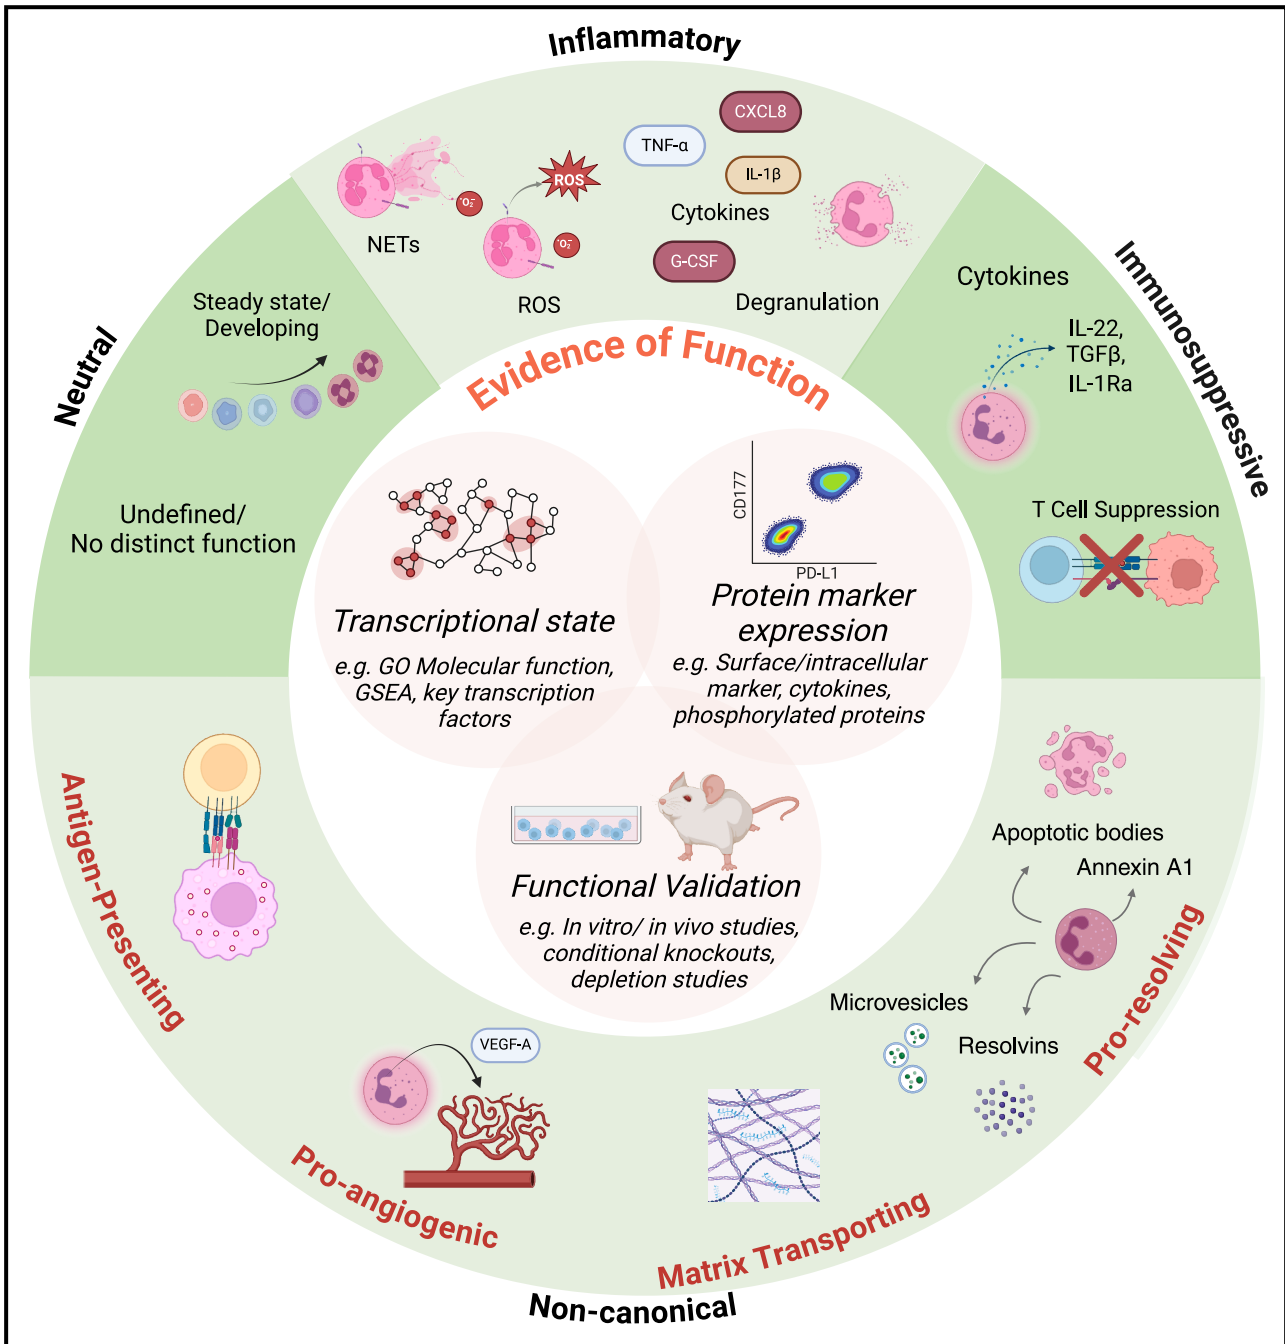 Inflammatory
CXCL8
TNF-α
IL-1β
Cytokines
G-CSF
Degranulation
ROS
•O₂⁻
NETs
•O₂⁻
ROS
Neutral
Steady state/
Developing
Undefined/
No distinct function
Immunosuppressive
Cytokines
IL-22,
TGFβ,
IL-1Ra
T Cell Suppression
Evidence of Function
Transcriptional state
e.g. GO Molecular function,
GSEA, key transcription
factors
CD177
PD-L1
Protein marker
expression
e.g. Surface/intracellular
marker, cytokines,
phosphorylated proteins
Functional Validation
e.g. In vitro/ in vivo studies,
conditional knockouts,
depletion studies
Antigen-Presenting
VEGF-A
Pro-angiogenic
Matrix Transporting
Apoptotic bodies
Annexin A1
Microvesicles
Resolvins
Pro-resolving
Non-canonical